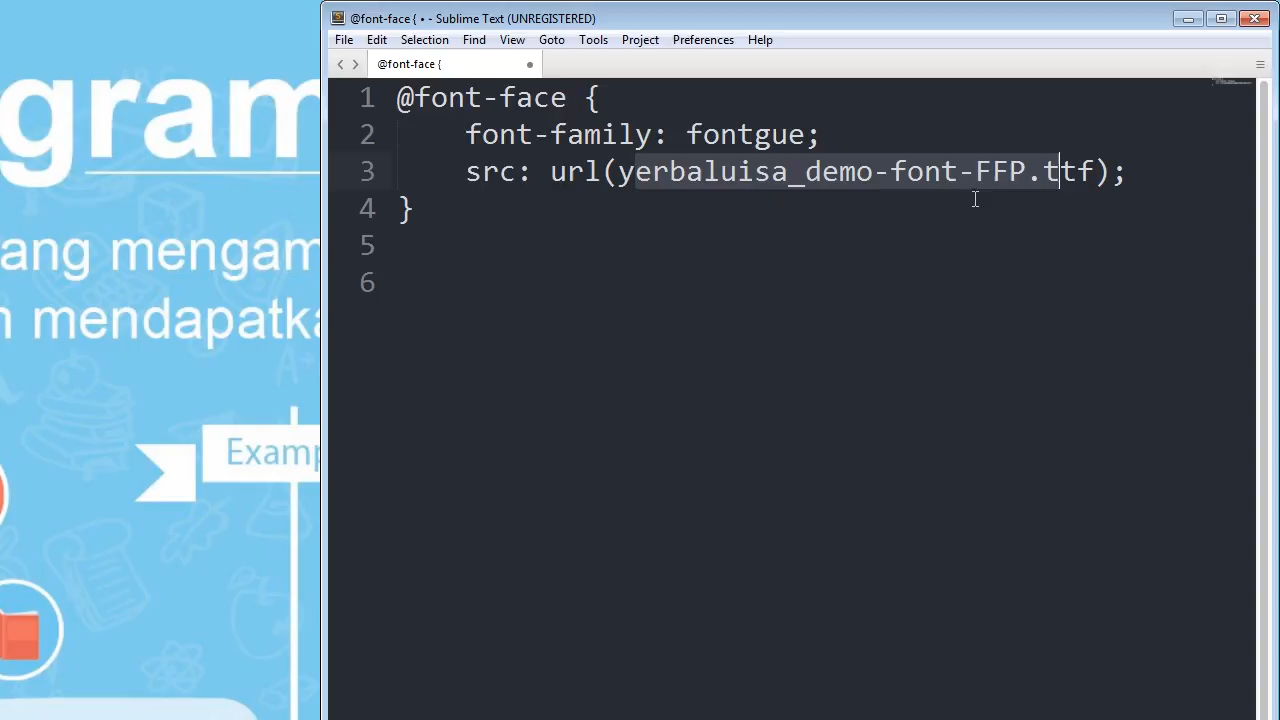 @font-face { • - Sublime Text (UNREGISTERED)
File Edit Selection Find View Goto Tools Project Preferences Help
@font-face {
1 @font-face {
2 font-family: fontgue;
3 src: url(yerbaluisa_demo-font-FFP.ttf);
4 }
5
6
gram
ang mengam
mendapatka
Examp